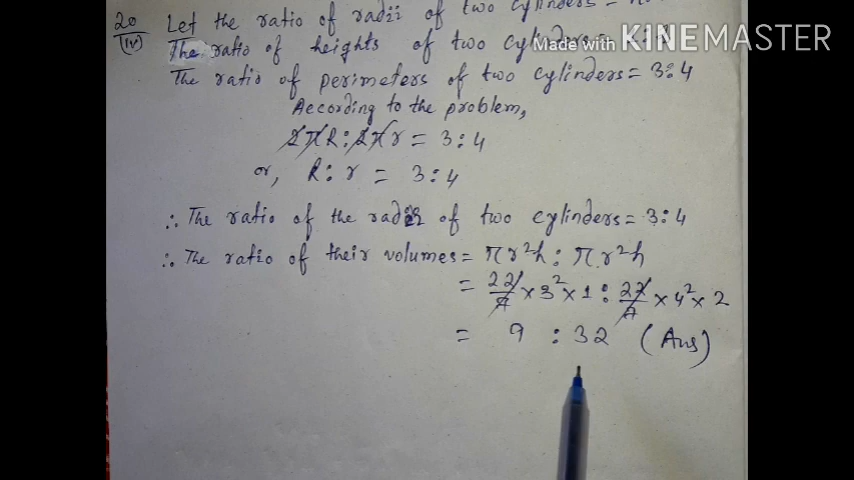 20 Let the ratio of radii of two cylinders =
(iv) The ratio of heights of two cylinders
Made with KINEMASTER
The ratio of perimeters of two cylinders = 3:4
According to the problem,
2πR : 2πr = 3:4
or, R : r = 3:4
∴ The ratio of the radii of two cylinders = 3:4
∴ The ratio of their volumes = πr²h : πr²h
= 22/7 × 3² × 1 : 22/7 × 4² × 2
= 9 : 32 (Ans)